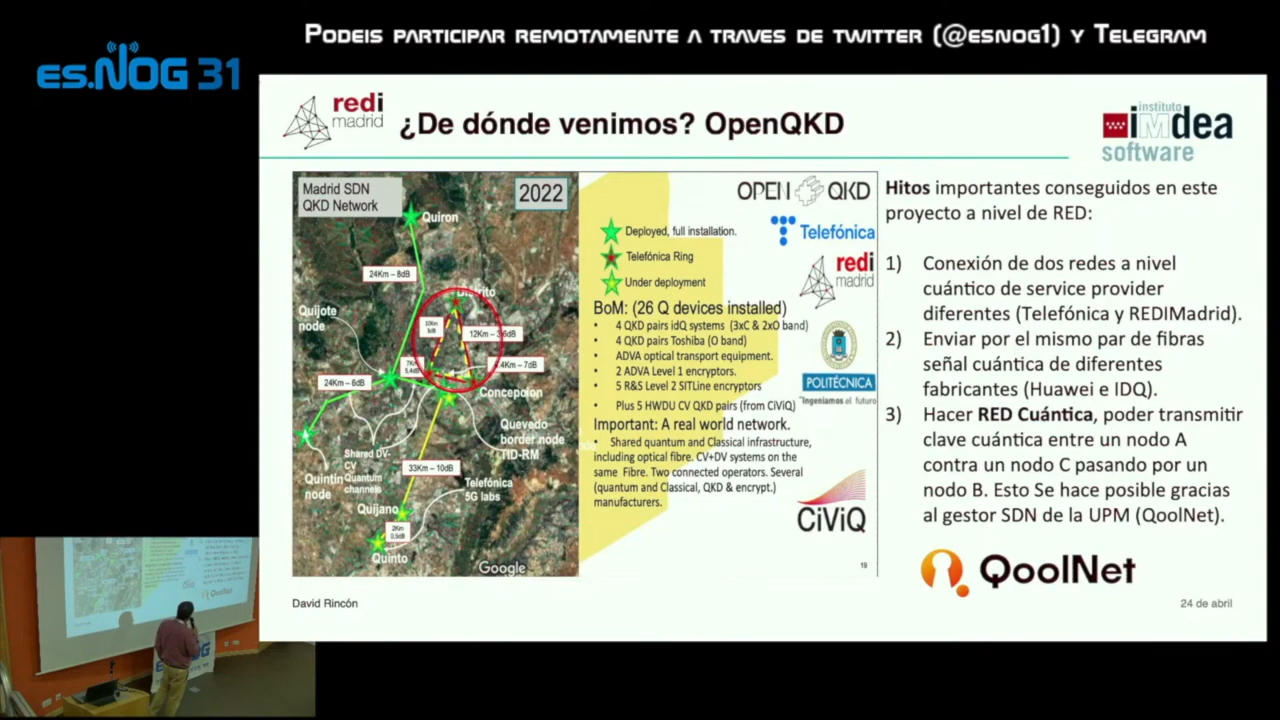 PODEIS PARTICIPAR REMOTAMENTE A TRAVES DE TWITTER (@ESNOG1) Y TELEGRAM
es.NOG 31
redi
madrid
¿De dónde venimos? OpenQKD
instituto
imdea
software
Madrid SDN
QKD Network
2022
Quiron
24Km – 8dB
Distrito
Quijote
node
12Km – 3,6dB
24Km – 6dB
Concepcion
Quevedo
border node
TID-RM
Shared DV-
CV
Quantum
channels
Quintin
node
33Km – 10dB
Telefónica
5G labs
Quijano
2Km
0,5dB
Quinto
Google
OPEN QKD
Deployed, full installation.
Telefónica Ring
Under deployment
Telefónica
redi
madrid
BoM: (26 Q devices installed)
• 4 QKD pairs idQ systems (3xC & 2xO band)
• 4 QKD pairs Toshiba (O band)
• ADVA optical transport equipment.
• 2 ADVA Level 1 encryptors.
• 5 R&S Level 2 SITLine encryptors
• Plus 5 HWDU CV QKD pairs (from CiViQ)
POLITÉCNICA
"Ingeniamos el futuro
Important: A real world network.
• Shared quantum and Classical infrastructure,
including optical fibre. CV+DV systems on the
same Fibre. Two connected operators. Several
(quantum and Classical, QKD & encrypt.)
manufacturers.
CiViQ
19
Hitos importantes conseguidos en este
proyecto a nivel de RED:
1) Conexión de dos redes a nivel
cuántico de service provider
diferentes (Telefónica y REDIMadrid).
2) Enviar por el mismo par de fibras
señal cuántica de diferentes
fabricantes (Huawei e IDQ).
3) Hacer RED Cuántica, poder transmitir
clave cuántica entre un nodo A
contra un nodo C pasando por un
nodo B. Esto Se hace posible gracias
al gestor SDN de la UPM (QoolNet).
QoolNet
David Rincón
24 de abril
es.NOG